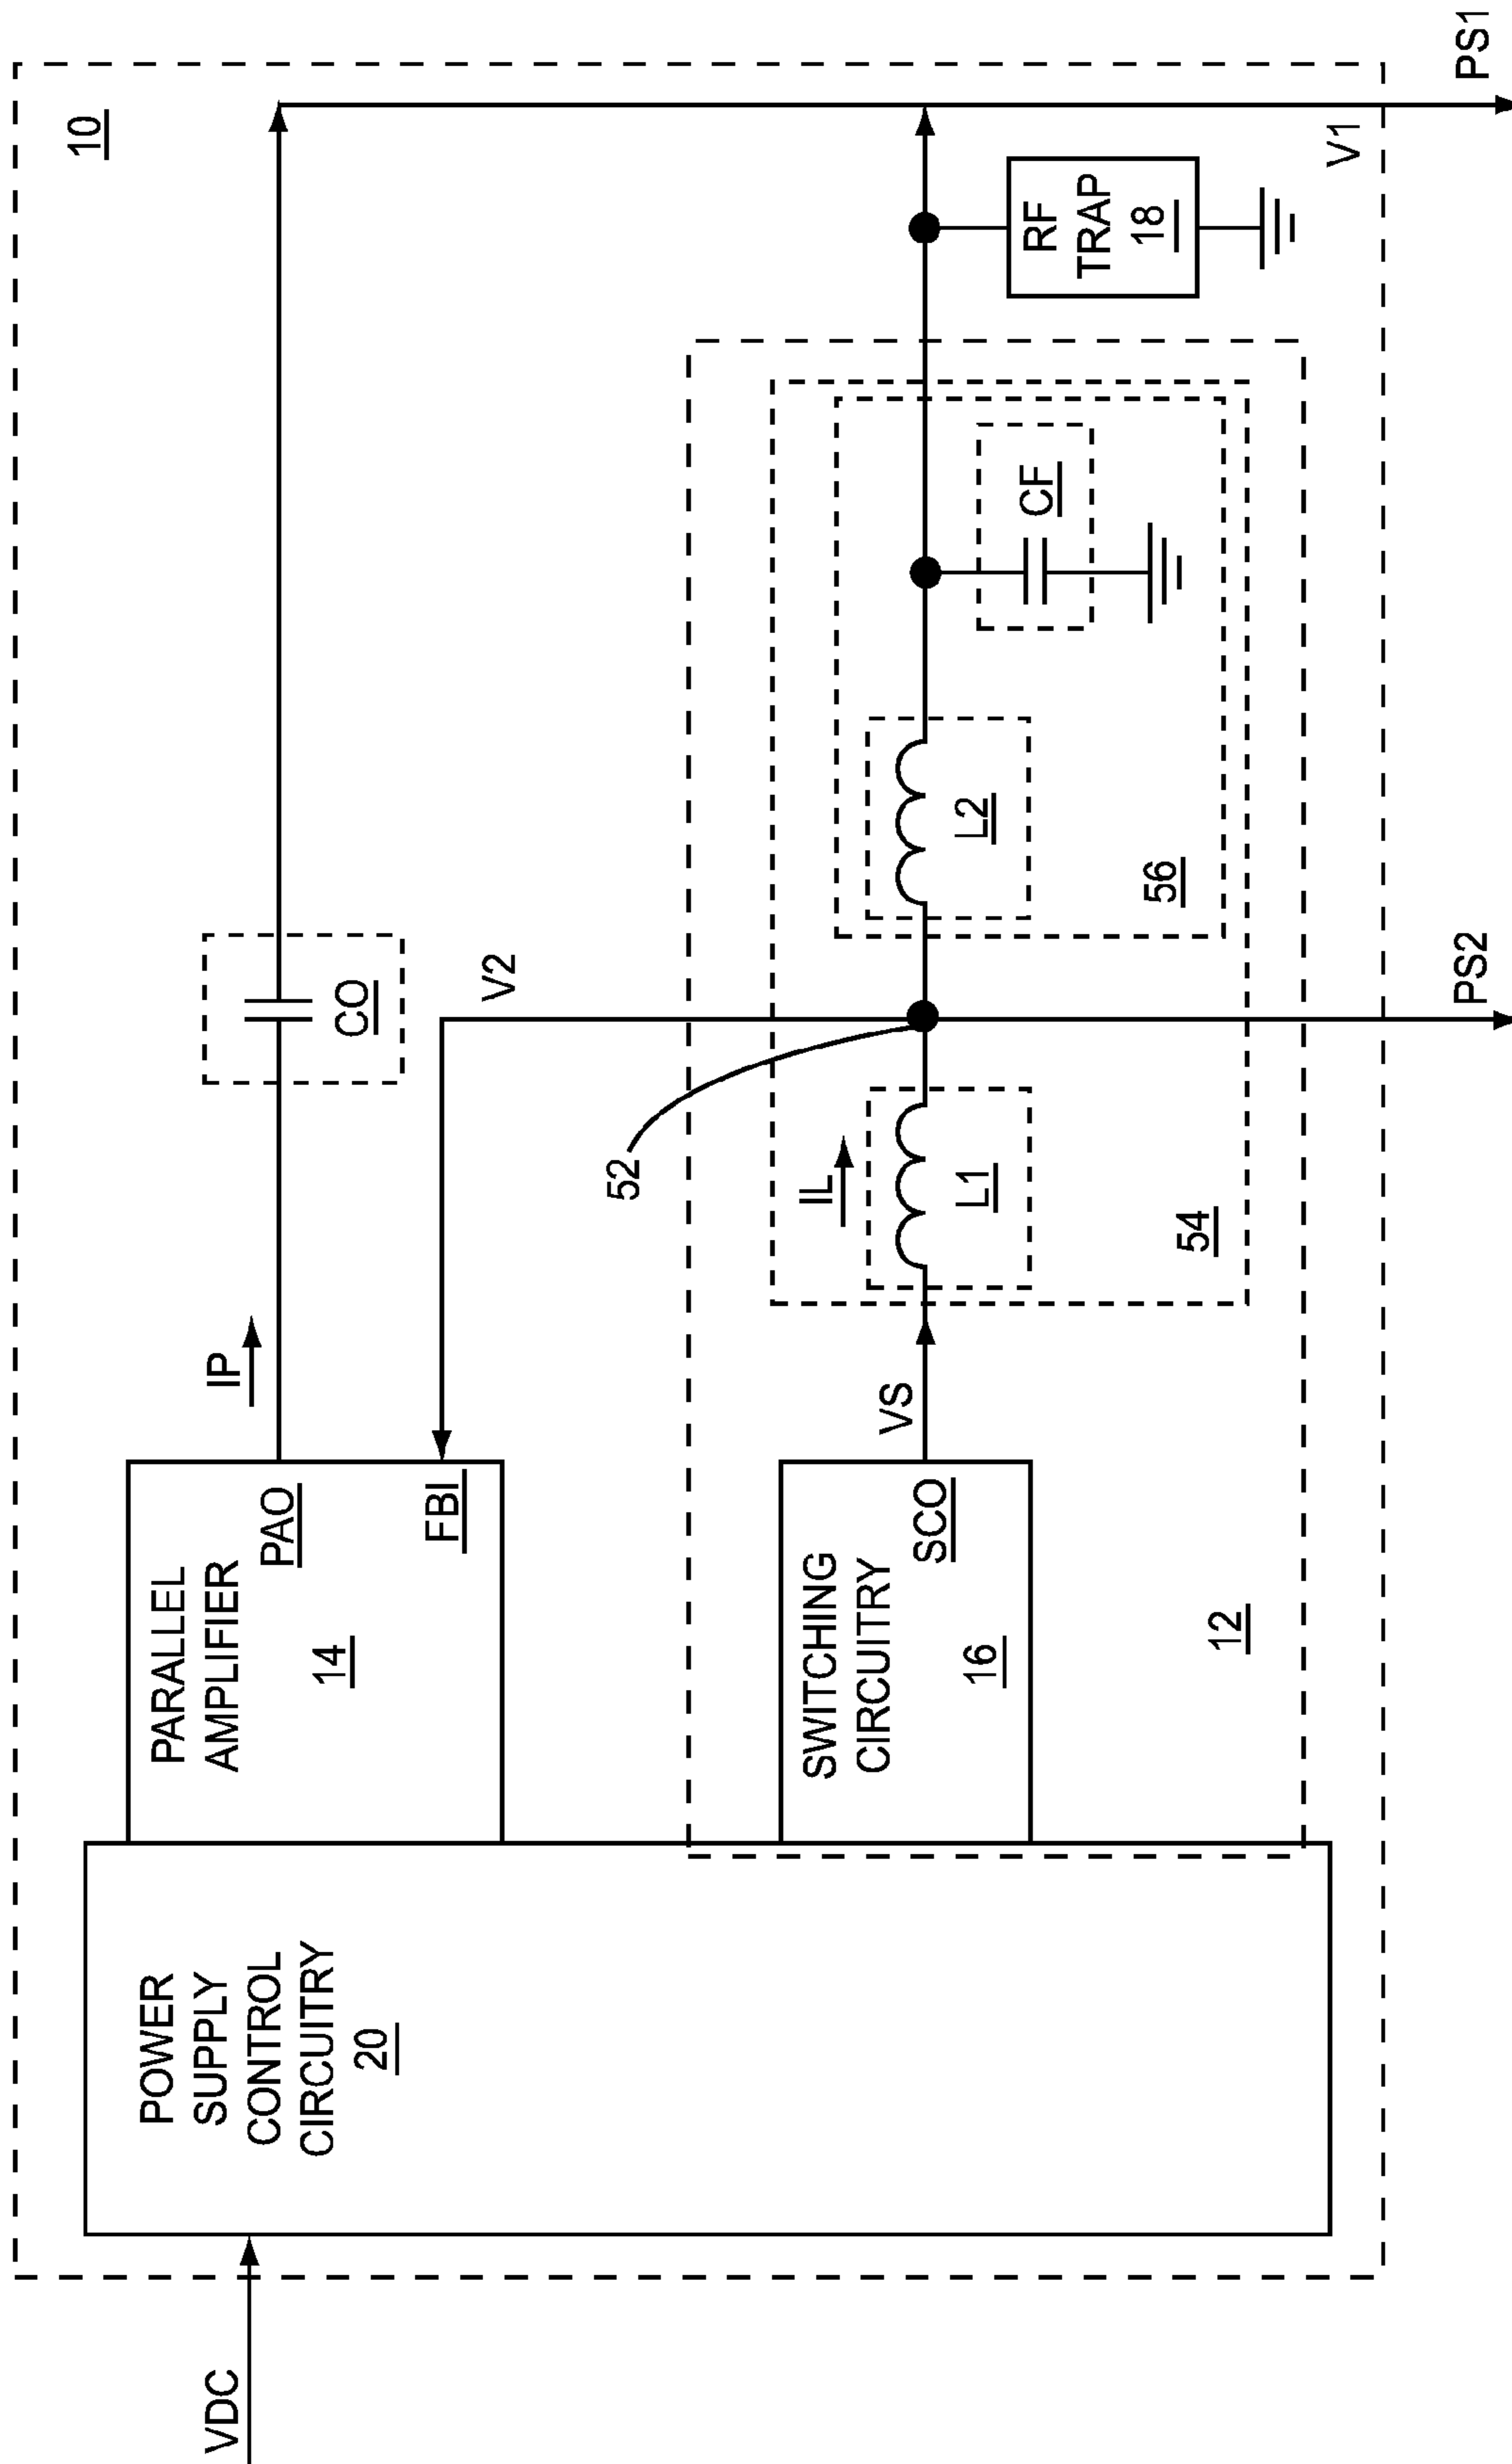 10
VDC
POWER
SUPPLY
CONTROL
CIRCUITRY
20
PARALLEL
AMPLIFIER
14
PAO
FBI
IP
CO
V2
SWITCHING
CIRCUITRY
16
SCO
VS
IL
L1
52
L2
CF
RF
TRAP
18
54
56
12
V1
PS2
PS1